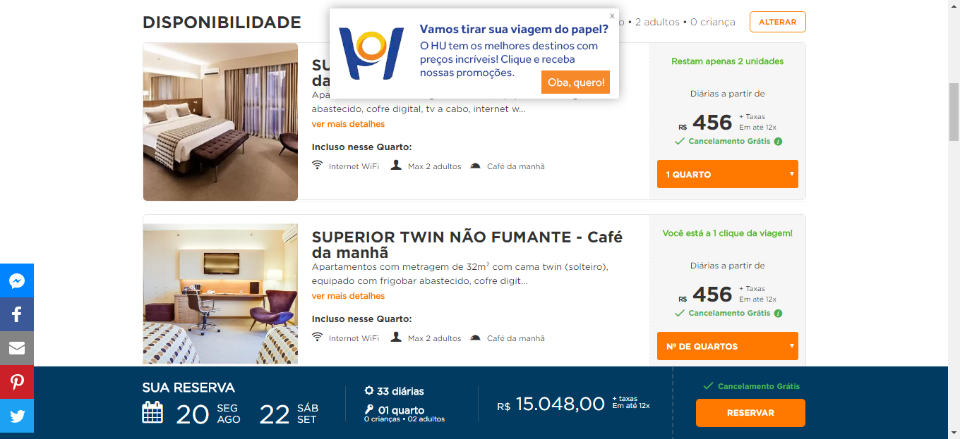 DISPONIBILIDADE
• 2 adultos • 0 criança
ALTERAR
x
Vamos tirar sua viagem do papel?
O HU tem os melhores destinos com
preços incríveis! Clique e receba
nossas promoções.
Oba, quero!
abastecido, cofre digital, tv a cabo, internet w...
ver mais detalhes
Incluso nesse Quarto:
Internet WiFi
Max 2 adultos
Café da manhã
Restam apenas 2 unidades
Diárias a partir de
R$ 456 + Taxas
Em até 12x
Cancelamento Grátis
1 QUARTO
SUPERIOR TWIN NÃO FUMANTE - Café
da manhã
Apartamentos com metragem de 32m² com cama twin (solteiro),
equipado com frigobar abastecido, cofre digit...
ver mais detalhes
Incluso nesse Quarto:
Internet WiFi
Max 2 adultos
Café da manhã
Você está a 1 clique da viagem!
Diárias a partir de
R$ 456 + Taxas
Em até 12x
Cancelamento Grátis
Nº DE QUARTOS
SUA RESERVA
20 SEG
AGO
22 SÁB
SET
33 diárias
01 quarto
0 crianças • 02 adultos
R$ 15.048,00 + taxas
Em até 12x
Cancelamento Grátis
RESERVAR